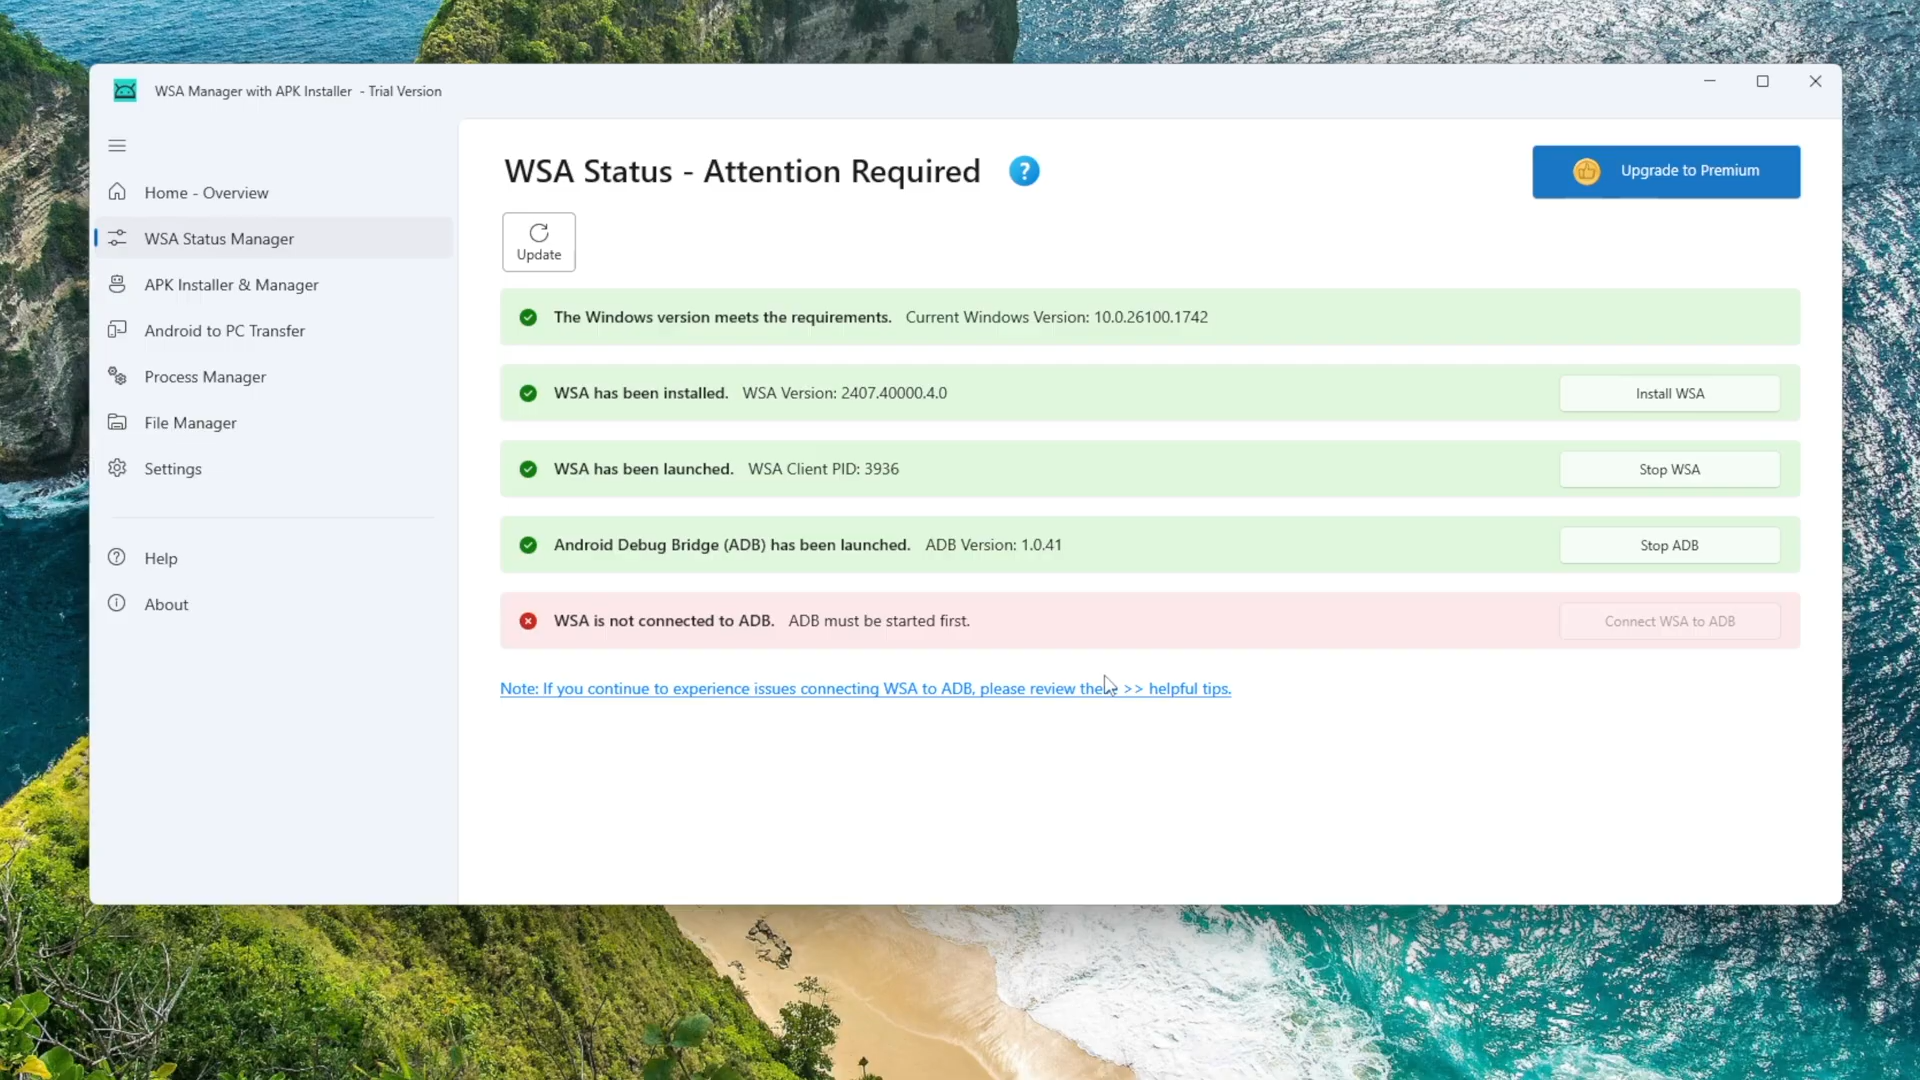 WSA Manager with APK Installer - Trial Version
Home - Overview
WSA Status Manager
APK Installer & Manager
Android to PC Transfer
Process Manager
File Manager
Settings
Help
About
WSA Status - Attention Required
?
Upgrade to Premium
Update
The Windows version meets the requirements. Current Windows Version: 10.0.26100.1742
WSA has been installed. WSA Version: 2407.40000.4.0
Install WSA
WSA has been launched. WSA Client PID: 3936
Stop WSA
Android Debug Bridge (ADB) has been launched. ADB Version: 1.0.41
Stop ADB
WSA is not connected to ADB. ADB must be started first.
Connect WSA to ADB
Note: If you continue to experience issues connecting WSA to ADB, please review >> helpful tips.